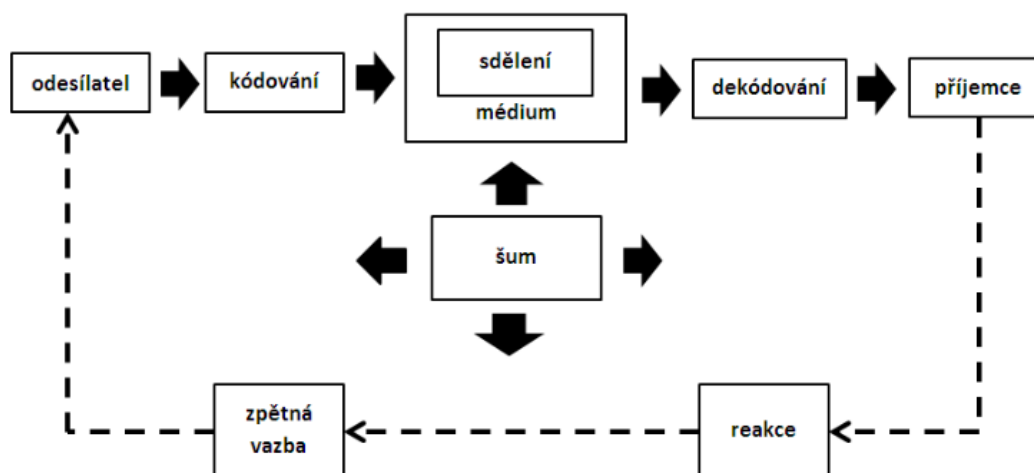 odesílatel
kódování
sdělení
médium
dekódování
příjemce
šum
zpětná
vazba
reakce